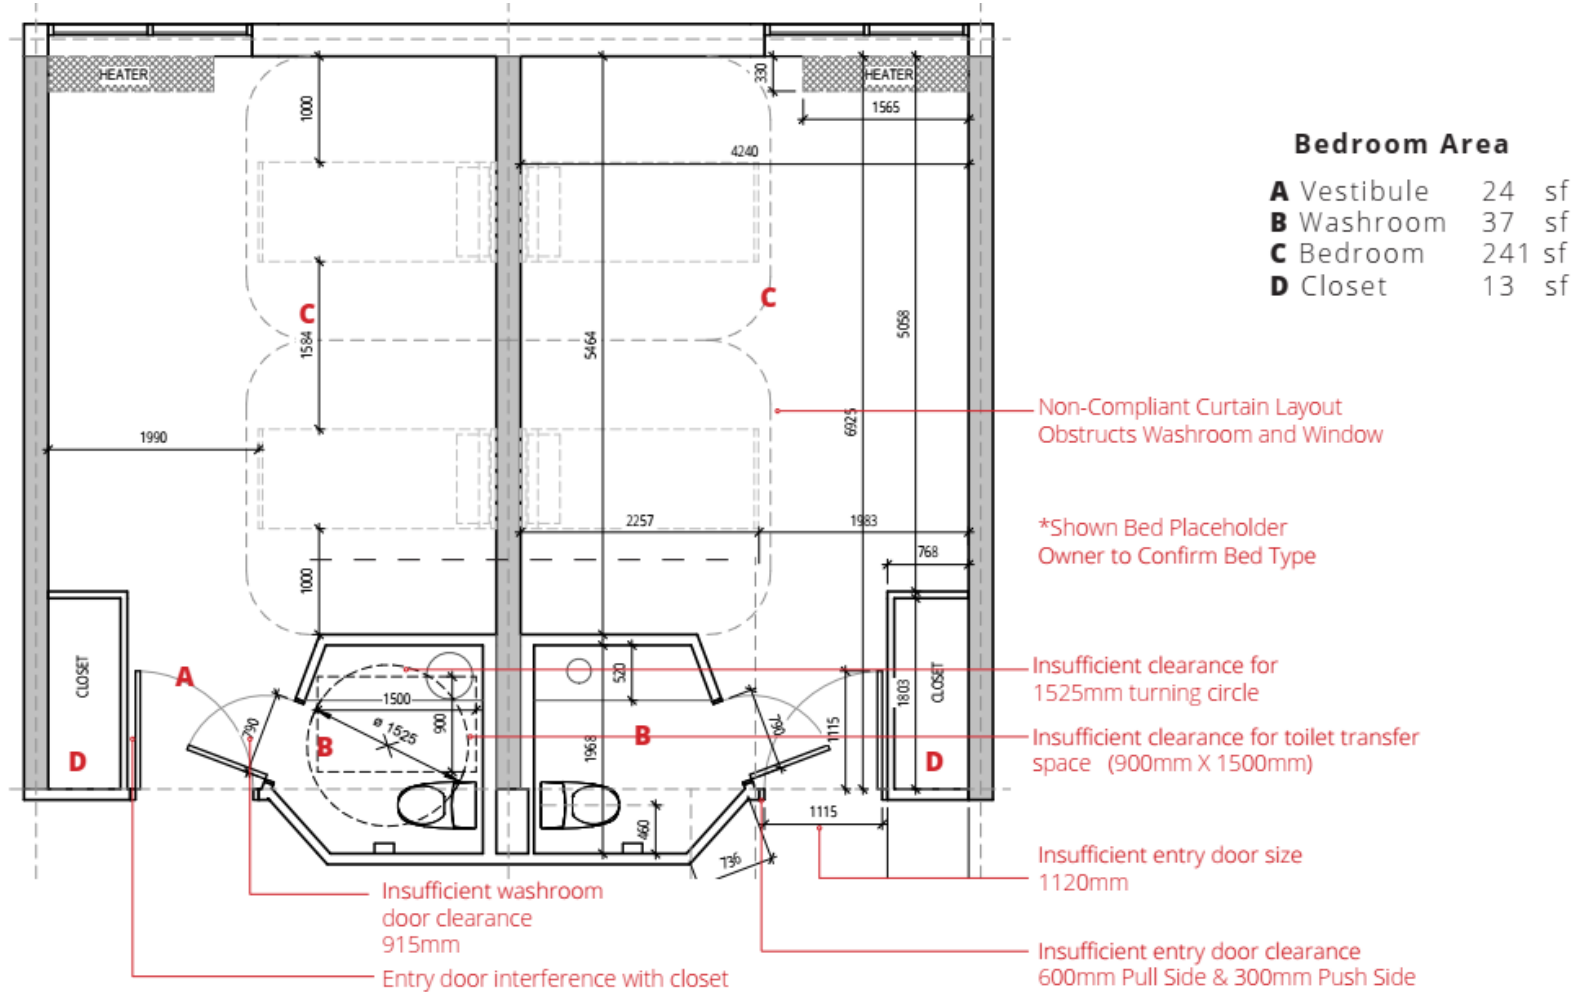 HEATER
HEATER
330
1565
1000
4240
Bedroom Area
A Vestibule 24 sf
B Washroom 37 sf
C Bedroom 241 sf
D Closet 13 sf
C
C
1584
5464
5058
6925
1990
Non-Compliant Curtain Layout
Obstructs Washroom and Window
2257
1983
768
*Shown Bed Placeholder
Owner to Confirm Bed Type
1000
CLOSET
A
D
790
1500
ø 1525
900
B
520
1968
B
460
790
1115
1803
CLOSET
D
Insufficient clearance for
1525mm turning circle
Insufficient clearance for toilet transfer
space (900mm X 1500mm)
1115
736
Insufficient entry door size
1120mm
Insufficient washroom
door clearance
915mm
Entry door interference with closet
Insufficient entry door clearance
600mm Pull Side & 300mm Push Side